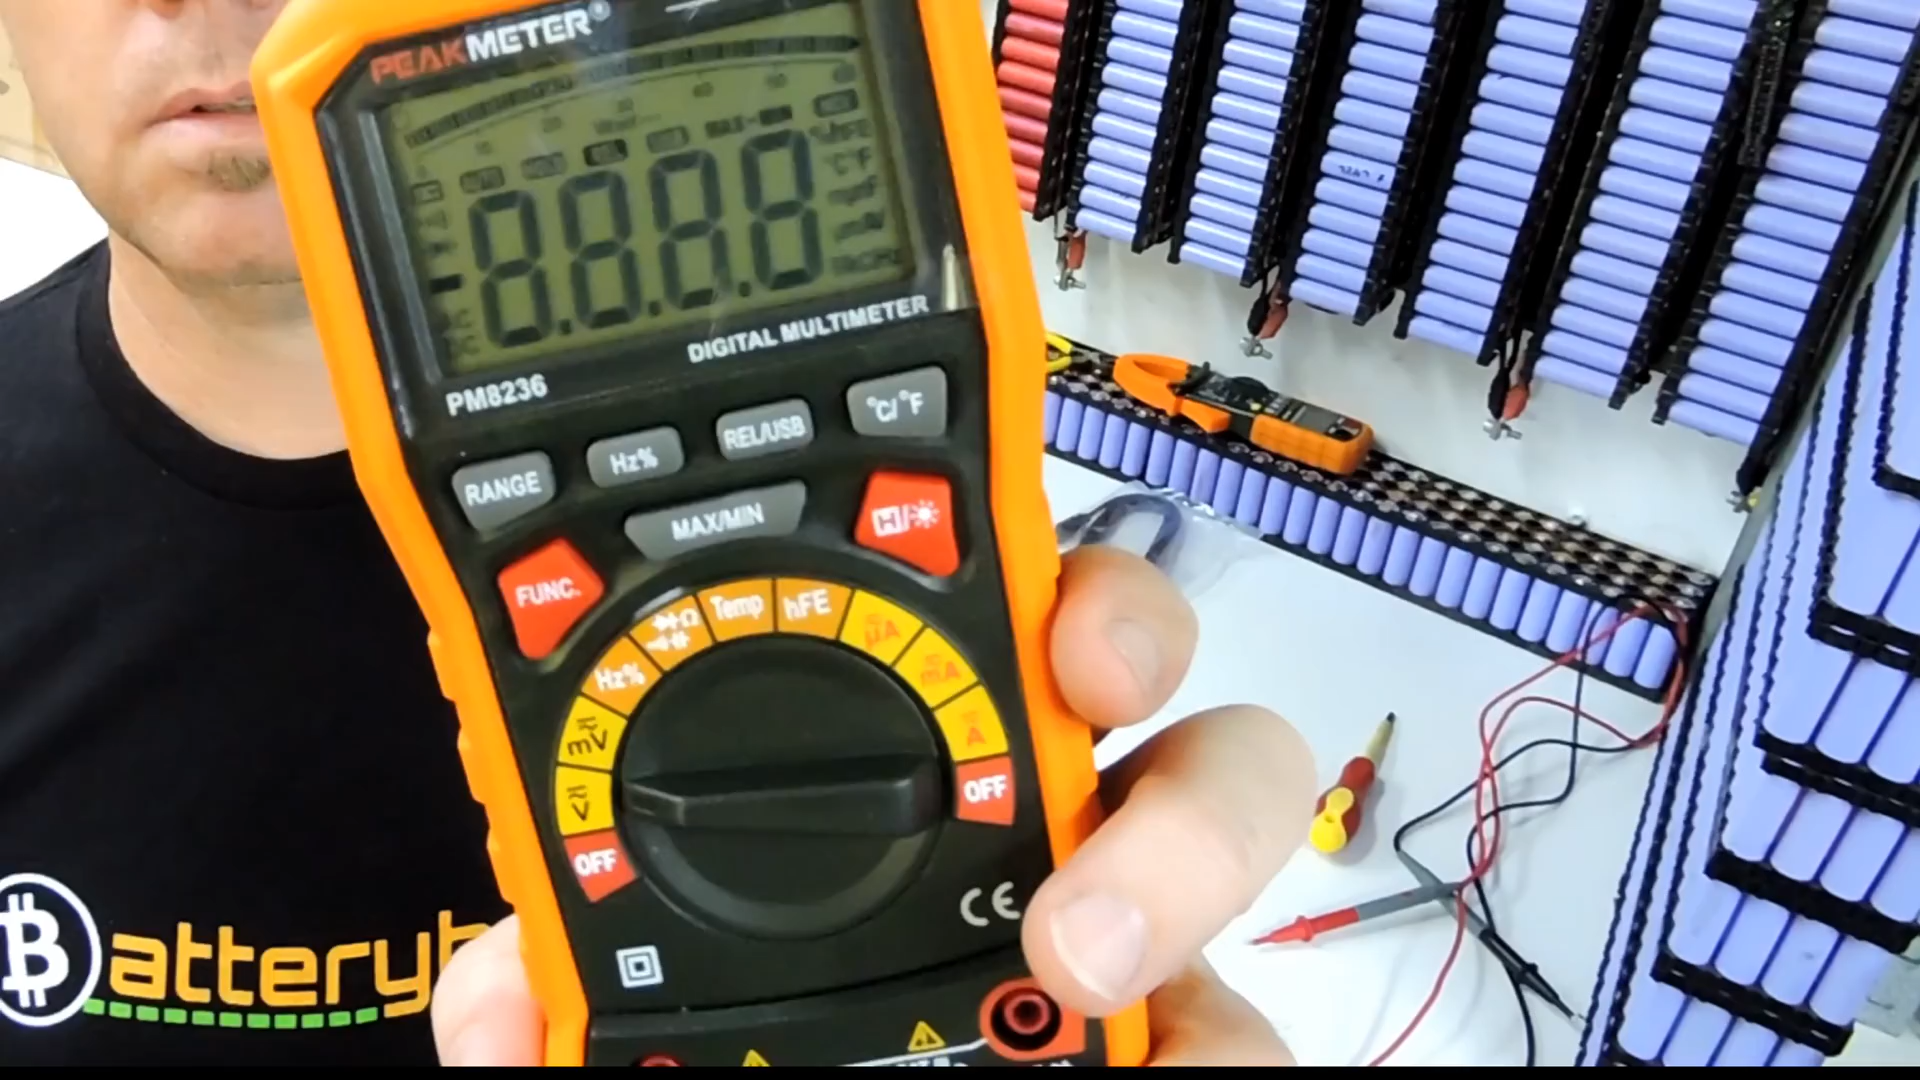 PEAKMETER®
8.8.8.8
DIGITAL MULTIMETER
PM8236
RANGE
Hz%
REL/USB
°C/°F
MAX/MIN
H/
FUNC.
Temp
hFE
Ω
μA
Hz%
mA
mV
A
V
OFF
OFF
CE
Battery